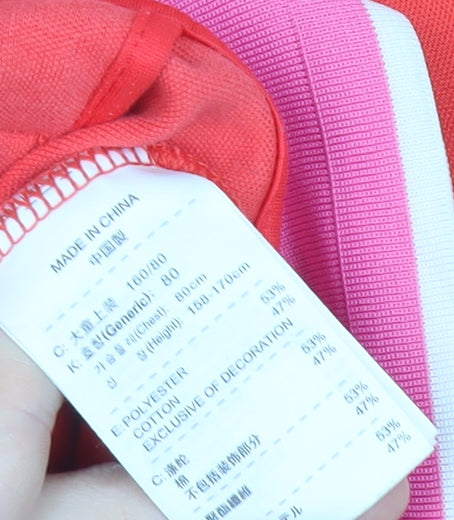 MADE IN CHINA
中国製
C: 大童上装 160/80
K: 호칭(Generic): 80
가슴둘레(Chest): 80cm
신 장(Height): 158-170cm
53%
47%
E:POLYESTER 53%
COTTON 47%
EXCLUSIVE OF DECORATION
53%
C: 涤纶 47%
棉 53%
不包括装饰部分 47%